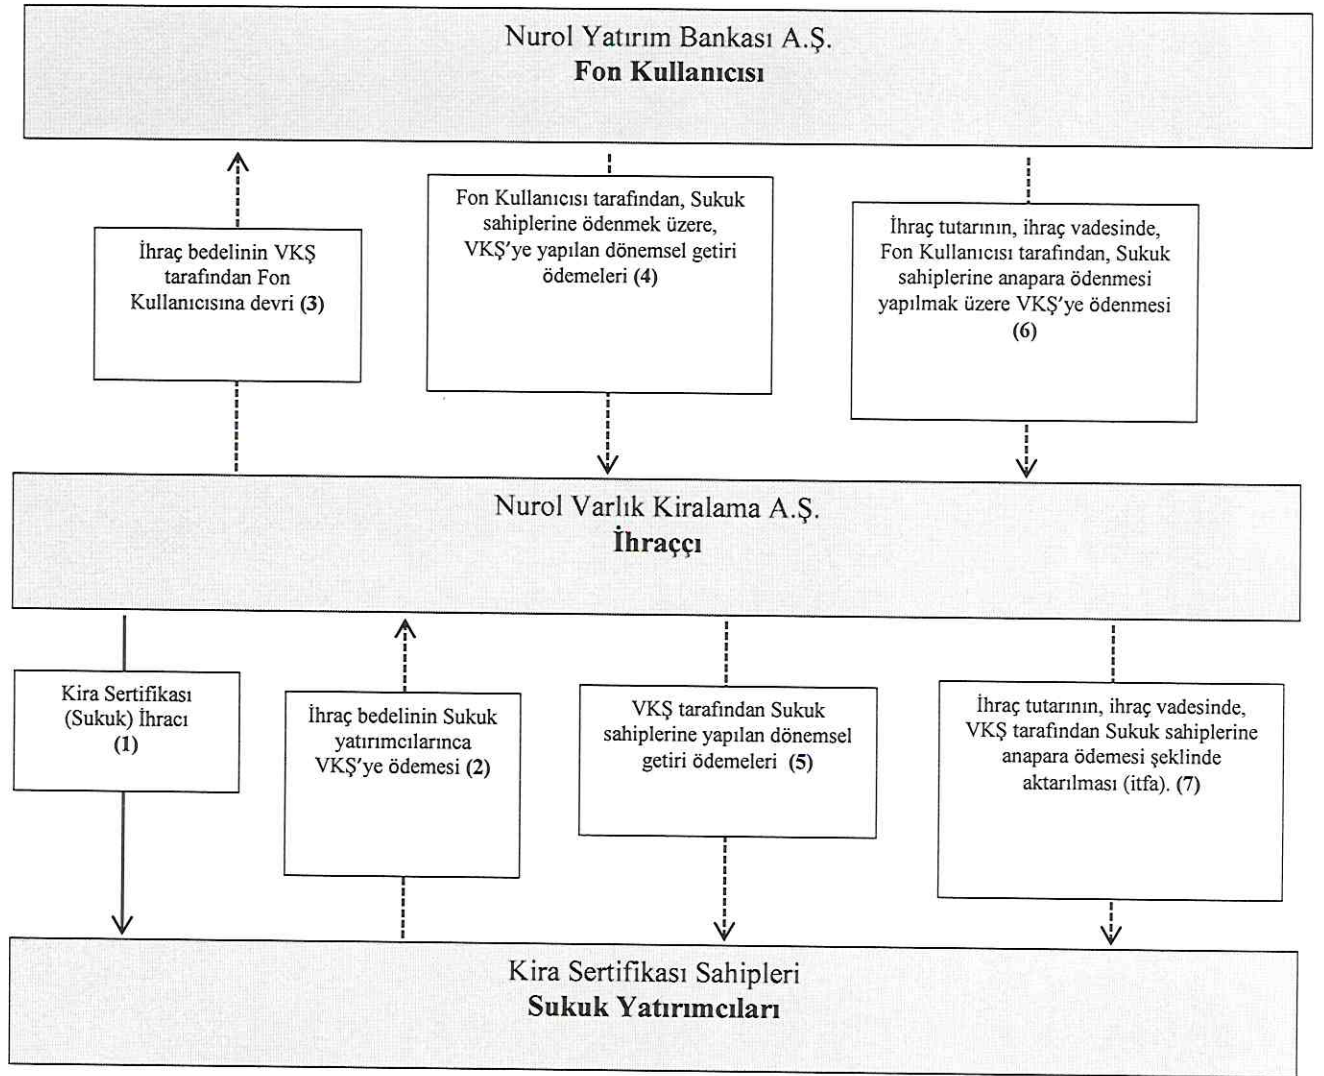 Nurol Yatırım Bankası A.Ş.
Fon Kullanıcısı
İhraç bedelinin VKŞ
tarafından Fon
Kullanıcısına devri (3)
Fon Kullanıcısı tarafından, Sukuk
sahiplerine ödenmek üzere,
VKŞ'ye yapılan dönemsel getiri
ödemeleri (4)
İhraç tutarının, ihraç vadesinde,
Fon Kullanıcısı tarafından, Sukuk
sahiplerine anapara ödenmesi
yapılmak üzere VKŞ'ye ödenmesi
(6)
Nurol Varlık Kiralama A.Ş.
İhraççı
Kira Sertifikası
(Sukuk) İhracı
(1)
İhraç bedelinin Sukuk
yatırımcılarınca
VKŞ'ye ödemesi (2)
VKŞ tarafından Sukuk
sahiplerine yapılan dönemsel
getiri ödemeleri (5)
İhraç tutarının, ihraç vadesinde,
VKŞ tarafından Sukuk sahiplerine
anapara ödemesi şeklinde
aktarılması (itfa). (7)
Kira Sertifikası Sahipleri
Sukuk Yatırımcıları